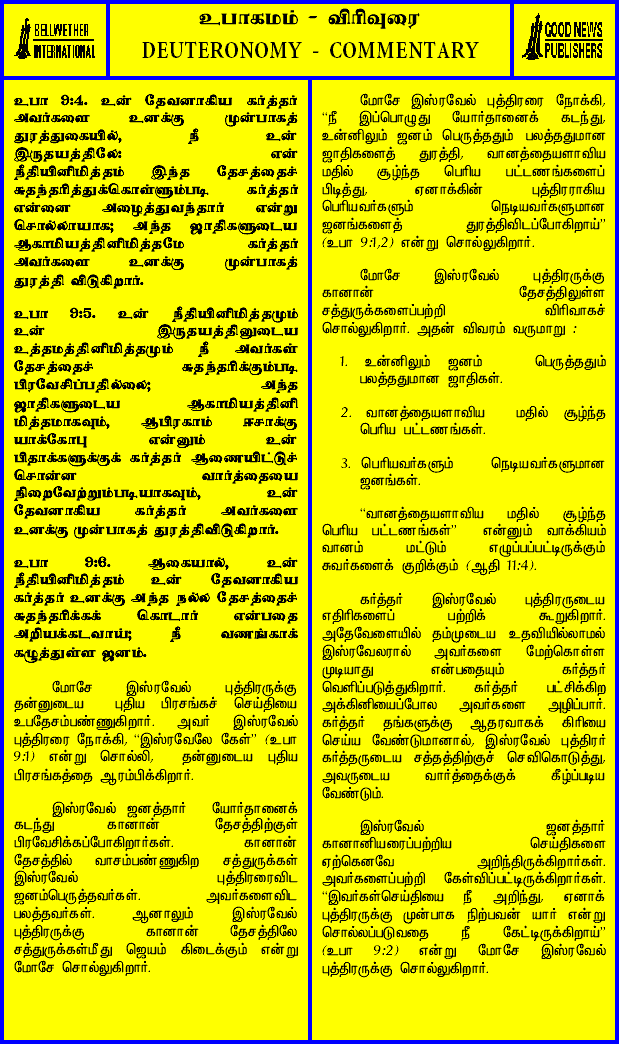 BELLWETHER
INTERNATIONAL
உபாகமம் - விரிவுரை
DEUTERONOMY - COMMENTARY
GOOD NEWS
PUBLISHERS
உபா 9:4. உன் தேவனாகிய கர்த்தர்
அவர்களை உனக்கு முன்பாகத்
துரத்துகையில், நீ உன்
இருதயத்திலே: என்
நீதியினிமித்தம் இந்த தேசத்தைச்
சுதந்தரித்துக்கொள்ளும்படி கர்த்தர்
என்னை அழைத்துவந்தார் என்று
சொல்லாயாக; அந்த ஜாதிகளுடைய
ஆகாமியத்தினிமித்தமே கர்த்தர்
அவர்களை உனக்கு முன்பாகத்
துரத்தி விடுகிறார்.
உபா 9:5. உன் நீதியினிமித்தமும்
உன் இருதயத்தினுடைய
உத்தமத்தினிமித்தமும் நீ அவர்கள்
தேசத்தைச் சுதந்தரிக்கும்படி
பிரவேசிப்பதில்லை; அந்த
ஜாதிகளுடைய ஆகாமியத்தினி
மித்தமாகவும், ஆபிரகாம் ஈசாக்கு
யாக்கோபு என்னும் உன்
பிதாக்களுக்குக் கர்த்தர் ஆணையிட்டுச்
சொன்ன வார்த்தையை
நிறைவேற்றும்படியாகவும், உன்
தேவனாகிய கர்த்தர் அவர்களை
உனக்கு முன்பாகத் துரத்திவிடுகிறார்.
உபா 9:6. ஆகையால், உன்
நீதியினிமித்தம் உன் தேவனாகிய
கர்த்தர் உனக்கு அந்த நல்ல தேசத்தைச்
சுதந்தரிக்கக் கொடார் என்பதை
அறியக்கடவாய்; நீ வணங்காக்
கழுத்துள்ள ஜனம்.
மோசே இஸ்ரவேல் புத்திரருக்கு
தன்னுடைய புதிய பிரசங்கச் செய்தியை
உபதேசம்பண்ணுகிறார். அவர் இஸ்ரவேல்
புத்திரரை நோக்கி, "இஸ்ரவேலே கேள்" (உபா
9:1) என்று சொல்லி, தன்னுடைய புதிய
பிரசங்கத்தை ஆரம்பிக்கிறார்.
இஸ்ரவேல் ஜனத்தார் யோர்தானைக்
கடந்து கானான் தேசத்திற்குள்
பிரவேசிக்கப்போகிறார்கள். கானான்
தேசத்தில் வாசம்பண்ணுகிற சத்துருக்கள்
இஸ்ரவேல் புத்திரரைவிட
ஜனம்பெருத்தவர்கள். அவர்களைவிட
பலத்தவர்கள். ஆனாலும் இஸ்ரவேல்
புத்திரருக்கு கானான் தேசத்திலே
சத்துருக்கள்மீது ஜெயம் கிடைக்கும் என்று
மோசே சொல்லுகிறார்.
மோசே இஸ்ரவேல் புத்திரரை நோக்கி,
"நீ இப்பொழுது யோர்தானைக் கடந்து,
உன்னிலும் ஜனம் பெருத்ததும் பலத்ததுமான
ஜாதிகளைத் துரத்தி, வானத்தையளாவிய
மதில் சூழ்ந்த பெரிய பட்டணங்களைப்
பிடித்து, ஏனாக்கின் புத்திரராகிய
பெரியவர்களும் நெடியவர்களுமான
ஜனங்களைத் துரத்திவிடப்போகிறாய்"
(உபா 9:1,2) என்று சொல்லுகிறார்.
மோசே இஸ்ரவேல் புத்திரருக்கு
கானான் தேசத்திலுள்ள
சத்துருக்களைப்பற்றி விரிவாகச்
சொல்லுகிறார். அதன் விவரம் வருமாறு :
1. உன்னிலும் ஜனம் பெருத்ததும்
பலத்ததுமான ஜாதிகள்.
2. வானத்தையளாவிய மதில் சூழ்ந்த
பெரிய பட்டணங்கள்.
3. பெரியவர்களும் நெடியவர்களுமான
ஜனங்கள்.
"வானத்தையளாவிய மதில் சூழ்ந்த
பெரிய பட்டணங்கள்" என்னும் வாக்கியம்
வானம் மட்டும் எழுப்பப்பட்டிருக்கும்
சுவர்களைக் குறிக்கும் (ஆதி 11:4).
கர்த்தர் இஸ்ரவேல் புத்திரருடைய
எதிரிகளைப் பற்றிக் கூறுகிறார்.
அதேவேளையில் தம்முடைய உதவியில்லாமல்
இஸ்ரவேலரால் அவர்களை மேற்கொள்ள
முடியாது என்பதையும் கர்த்தர்
வெளிப்படுத்துகிறார். கர்த்தர் பட்சிக்கிற
அக்கினியைப்போல அவர்களை அழிப்பார்.
கர்த்தர் தங்களுக்கு ஆதரவாகக் கிரியை
செய்ய வேண்டுமானால், இஸ்ரவேல் புத்திரர்
கர்த்தருடைய சத்தத்திற்குச் செவிகொடுத்து,
அவருடைய வார்த்தைக்குக் கீழ்ப்படிய
வேண்டும்.
இஸ்ரவேல் ஜனத்தார்
கானானியரைப்பற்றிய செய்திகளை
ஏற்கெனவே அறிந்திருக்கிறார்கள்.
அவர்களைப்பற்றி கேள்விப்பட்டிருக்கிறார்கள்.
"இவர்கள்செய்தியை நீ அறிந்து, ஏனாக்
புத்திரருக்கு முன்பாக நிற்பவன் யார் என்று
சொல்லப்படுவதை நீ கேட்டிருக்கிறாய்"
(உபா 9:2) என்று மோசே இஸ்ரவேல்
புத்திரருக்கு சொல்லுகிறார்.